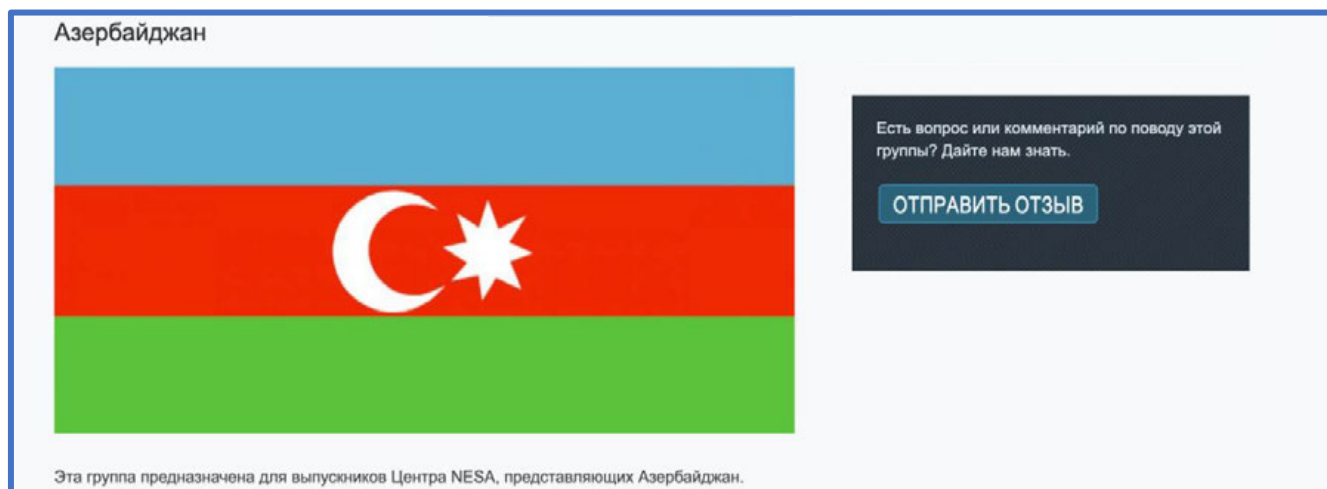 Азербайджан
Есть вопрос или комментарий по поводу этой
группы? Дайте нам знать.
ОТПРАВИТЬ ОТЗЫВ
Эта группа предназначена для выпускников Центра NESA, представляющих Азербайджан.